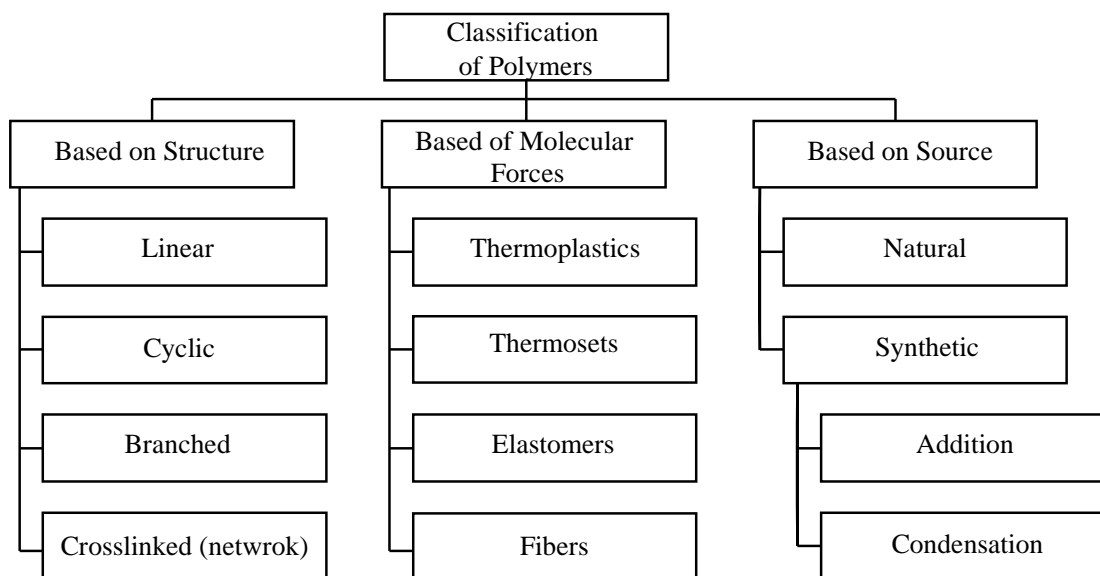 Classification
of Polymers
Based on Structure
Linear
Cyclic
Branched
Crosslinked (netwrok)
Based of Molecular
Forces
Thermoplastics
Thermosets
Elastomers
Fibers
Based on Source
Natural
Synthetic
Addition
Condensation